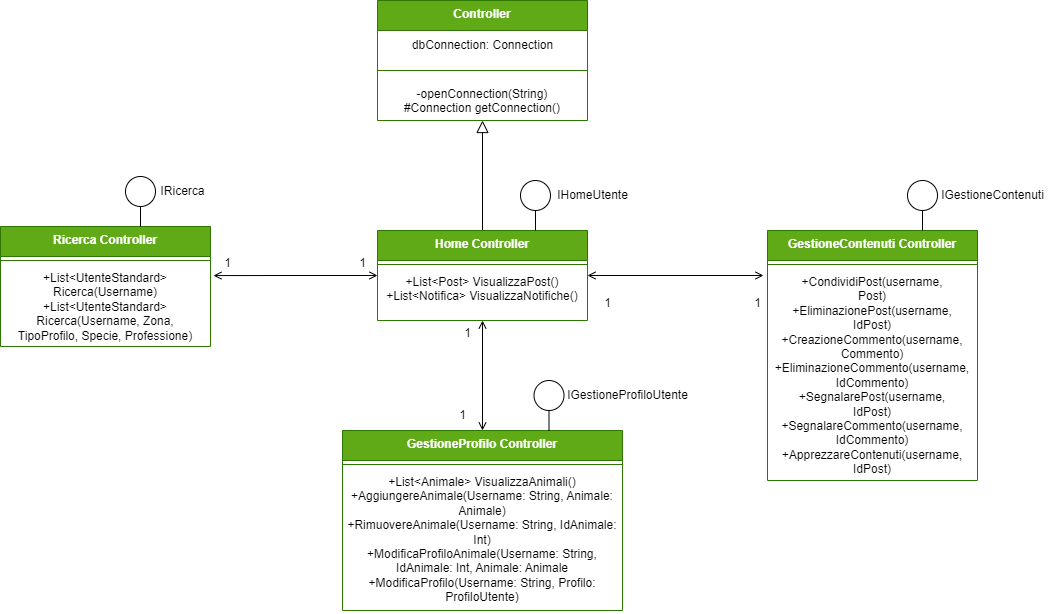 Controller
dbConnection: Connection
-openConnection(String)
#Connection getConnection()
IRicerca
Ricerca Controller
+List<UtenteStandard>
Ricerca(Username)
+List<UtenteStandard>
Ricerca(Username, Zona,
TipoProfilo, Specie, Professione)
1
1
IHomeUtente
Home Controller
+List<Post> VisualizzaPost()
+List<Notifica> VisualizzaNotifiche()
1
1
IGestioneContenuti
GestioneContenuti Controller
+CondividiPost(username,
Post)
+EliminazionePost(username,
IdPost)
+CreazioneCommento(username,
Commento)
+EliminazioneCommento(username,
IdCommento)
+SegnalarePost(username,
IdPost)
+SegnalareCommento(username,
IdCommento)
+ApprezzareContenuti(username,
IdPost)
1
1
IGestioneProfiloUtente
GestioneProfilo Controller
+List<Animale> VisualizzaAnimali()
+AggiungereAnimale(Username: String, Animale:
Animale)
+RimuovereAnimale(Username: String, IdAnimale:
Int)
+ModificaProfiloAnimale(Username: String,
IdAnimale: Int, Animale: Animale
+ModificaProfilo(Username: String, Profilo:
ProfiloUtente)